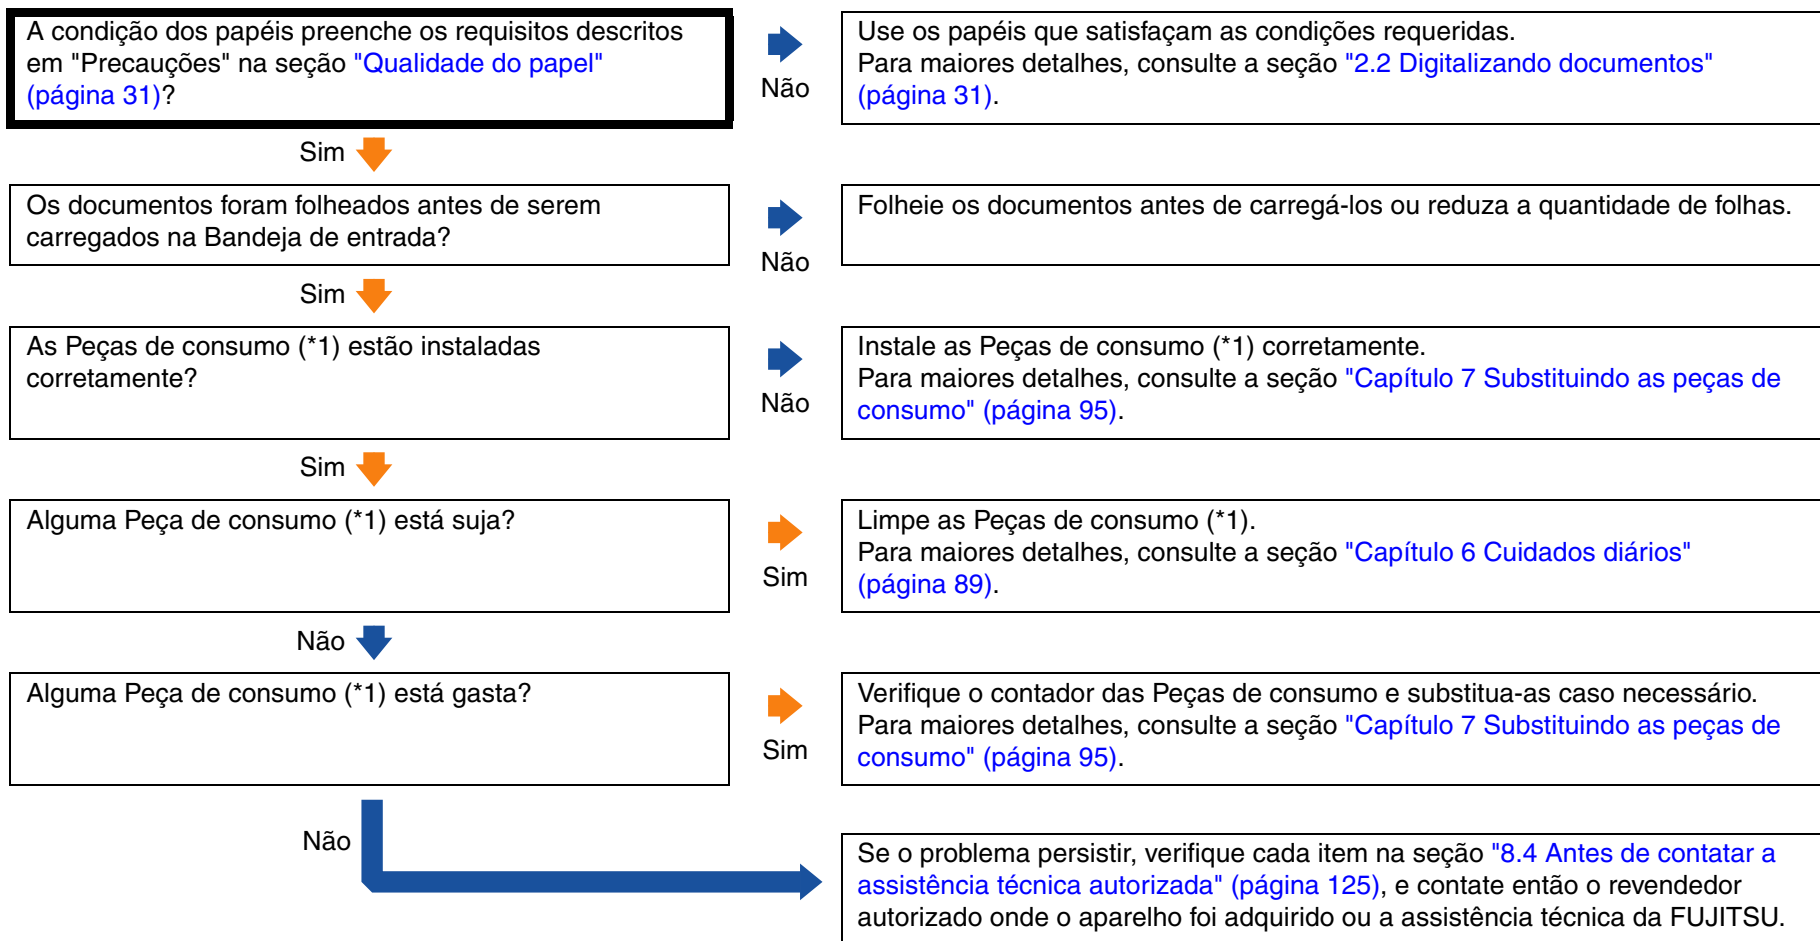 A condição dos papéis preenche os requisitos descritos
em "Precauções" na seção "Qualidade do papel"
(página 31)?
Não
Use os papéis que satisfaçam as condições requeridas.
Para maiores detalhes, consulte a seção "2.2 Digitalizando documentos"
(página 31).
Sim
Os documentos foram folheados antes de serem
carregados na Bandeja de entrada?
Não
Folheie os documentos antes de carregá-los ou reduza a quantidade de folhas.
Sim
As Peças de consumo (*1) estão instaladas
corretamente?
Não
Instale as Peças de consumo (*1) corretamente.
Para maiores detalhes, consulte a seção "Capítulo 7 Substituindo as peças de
consumo" (página 95).
Sim
Alguma Peça de consumo (*1) está suja?
Sim
Limpe as Peças de consumo (*1).
Para maiores detalhes, consulte a seção "Capítulo 6 Cuidados diários"
(página 89).
Não
Alguma Peça de consumo (*1) está gasta?
Sim
Verifique o contador das Peças de consumo e substitua-as caso necessário.
Para maiores detalhes, consulte a seção "Capítulo 7 Substituindo as peças de
consumo" (página 95).
Não
Se o problema persistir, verifique cada item na seção "8.4 Antes de contatar a
assistência técnica autorizada" (página 125), e contate então o revendedor
autorizado onde o aparelho foi adquirido ou a assistência técnica da FUJITSU.